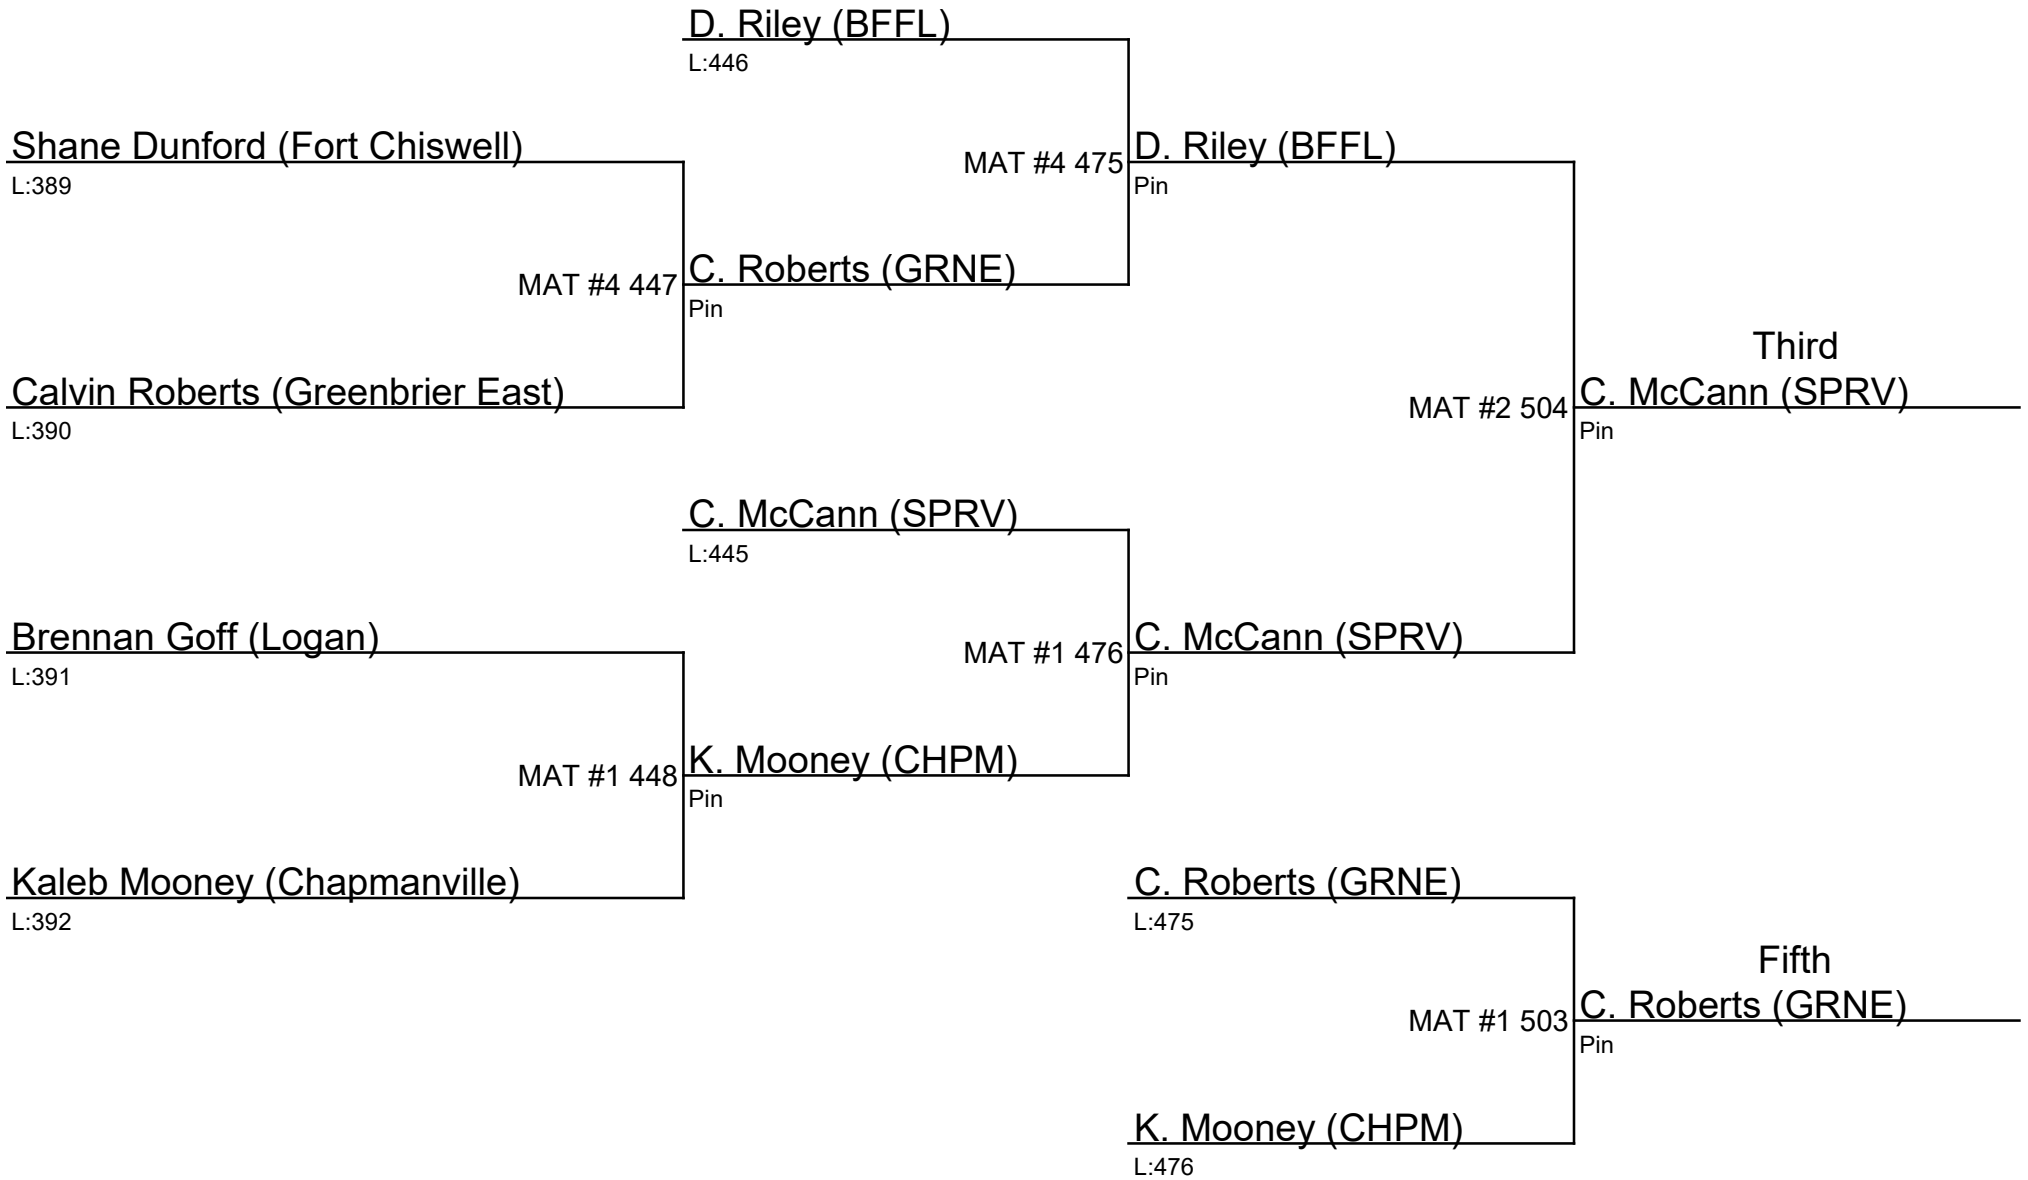 D. Riley (BFFL)
L:446
Shane Dunford (Fort Chiswell)
L:389
MAT #4 475
D. Riley (BFFL)
Pin
MAT #4 447
C. Roberts (GRNE)
Pin
Third
Calvin Roberts (Greenbrier East)
L:390
MAT #2 504
C. McCann (SPRV)
Pin
C. McCann (SPRV)
L:445
Brennan Goff (Logan)
L:391
MAT #1 476
C. McCann (SPRV)
Pin
MAT #1 448
K. Mooney (CHPM)
Pin
Kaleb Mooney (Chapmanville)
L:392
C. Roberts (GRNE)
L:475
Fifth
MAT #1 503
C. Roberts (GRNE)
Pin
K. Mooney (CHPM)
L:476